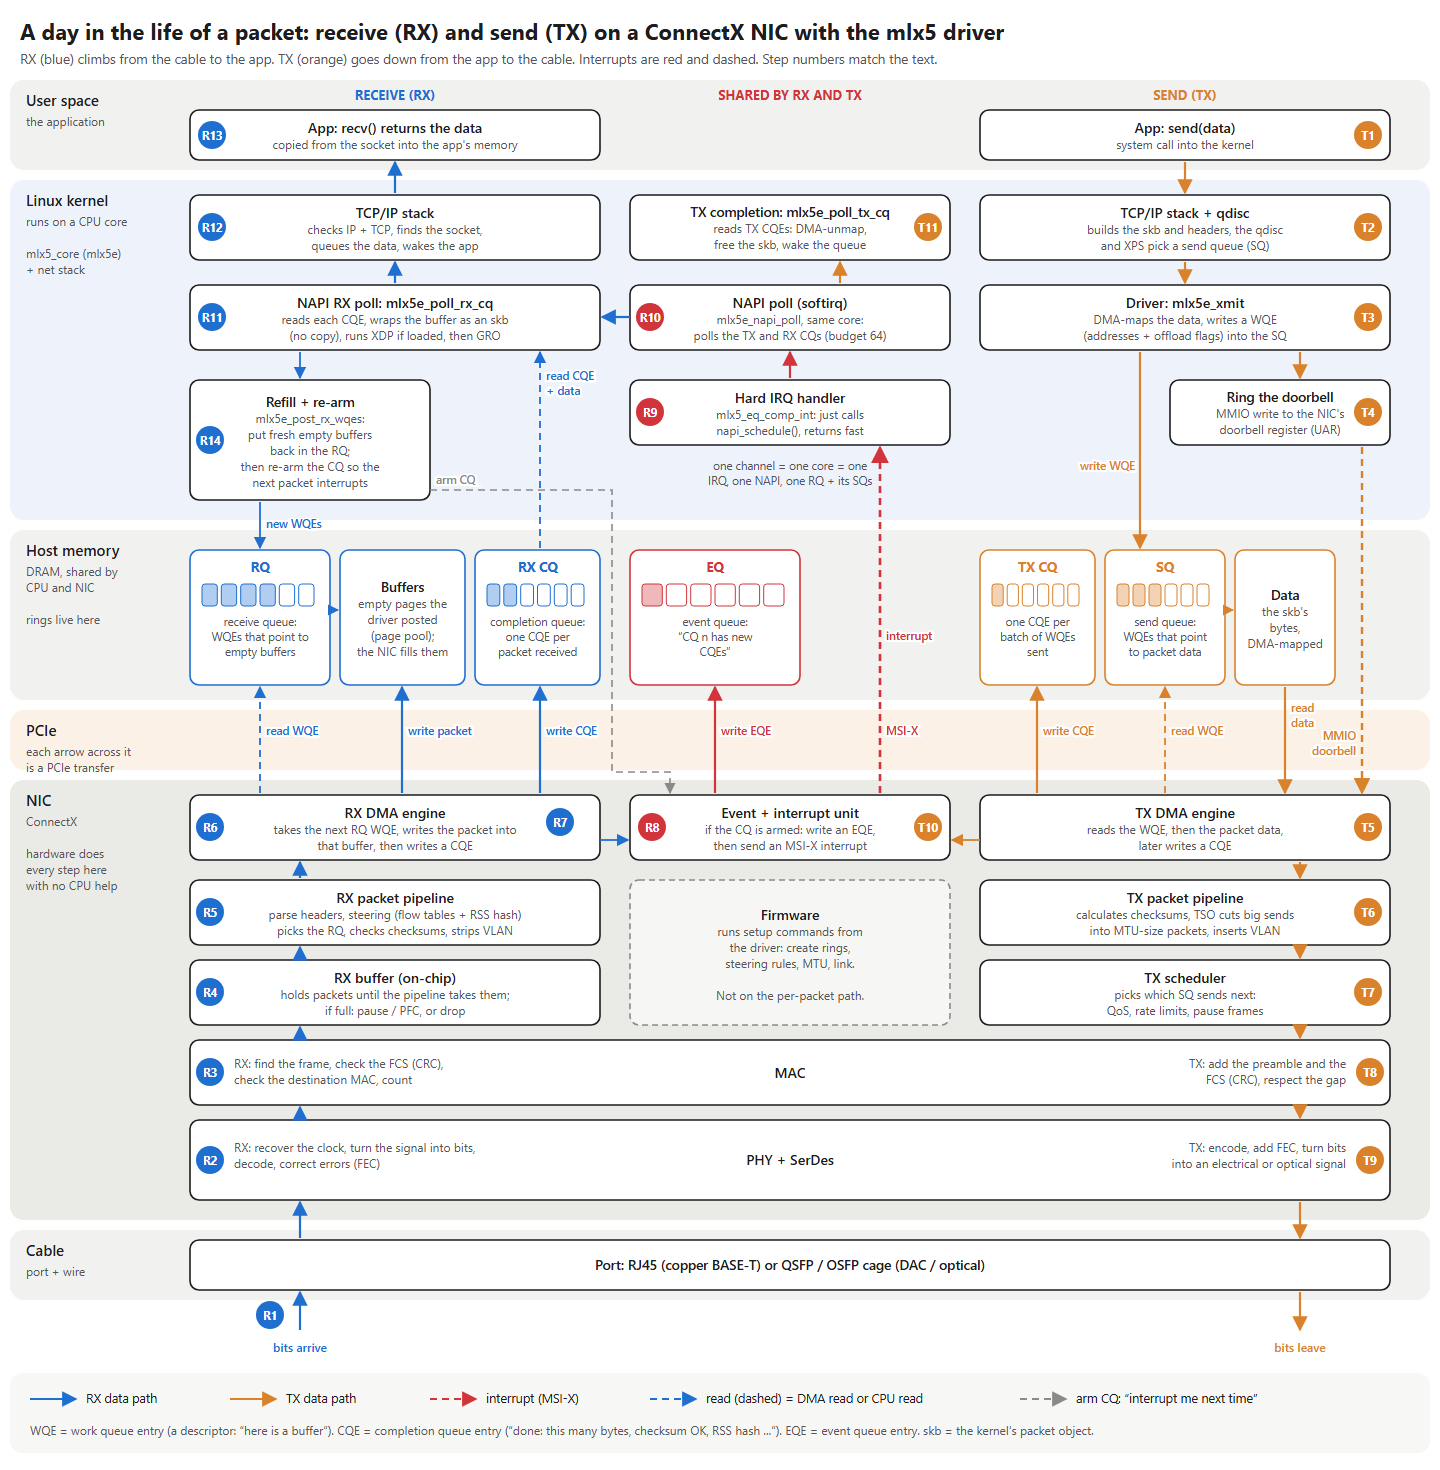 A day in the life of a packet: receive (RX) and send (TX) on a ConnectX NIC with the mlx5 driver
RX (blue) climbs from the cable to the app. TX (orange) goes down from the app to the cable. Interrupts are red and dashed. Step numbers match the text.
User space
the application
RECEIVE (RX)
SHARED BY RX AND TX
SEND (TX)
R13
App: recv() returns the data
copied from the socket into the app's memory
App: send(data)
system call into the kernel
T1
Linux kernel
runs on a CPU core
mlx5_core (mlx5e)
+ net stack
R12
TCP/IP stack
checks IP + TCP, finds the socket,
queues the data, wakes the app
TX completion: mlx5e_poll_tx_cq
reads TX CQEs: DMA-unmap,
free the skb, wake the queue
T11
TCP/IP stack + qdisc
builds the skb and headers, the qdisc
and XPS pick a send queue (SQ)
T2
R11
NAPI RX poll: mlx5e_poll_rx_cq
reads each CQE, wraps the buffer as an skb
(no copy), runs XDP if loaded, then GRO
R10
NAPI poll (softirq)
mlx5e_napi_poll, same core:
polls the TX and RX CQs (budget 64)
Driver: mlx5e_xmit
DMA-maps the data, writes a WQE
(addresses + offload flags) into the SQ
T3
R14
Refill + re-arm
mlx5e_post_rx_wqes:
put fresh empty buffers
back in the RQ;
then re-arm the CQ so the
next packet interrupts
read CQE
+ data
R9
Hard IRQ handler
mlx5_eq_comp_int: just calls
napi_schedule(), returns fast
Ring the doorbell
MMIO write to the NIC's
doorbell register (UAR)
T4
arm CQ
one channel = one core = one
IRQ, one NAPI, one RQ + its SQs
write WQE
new WQEs
Host memory
DRAM, shared by
CPU and NIC
rings live here
RQ
receive queue:
WQEs that point to
empty buffers
Buffers
empty pages the
driver posted
(page pool);
the NIC fills them
RX CQ
completion queue:
one CQE per
packet received
EQ
event queue:
“CQ n has new
CQEs”
interrupt
TX CQ
one CQE per
batch of WQEs
sent
SQ
send queue:
WQEs that point
to packet data
Data
the skb's
bytes,
DMA-mapped
PCIe
each arrow across it
is a PCIe transfer
read WQE
write packet
write CQE
write EQE
MSI-X
write CQE
read WQE
read
data
MMIO
doorbell
NIC
ConnectX
hardware does
every step here
with no CPU help
R6
RX DMA engine
takes the next RQ WQE, writes the packet into
that buffer, then writes a CQE
R7
R8
Event + interrupt unit
if the CQ is armed: write an EQE,
then send an MSI-X interrupt
T10
TX DMA engine
reads the WQE, then the packet data,
later writes a CQE
T5
R5
RX packet pipeline
parse headers, steering (flow tables + RSS hash)
picks the RQ, checks checksums, strips VLAN
Firmware
runs setup commands from
the driver: create rings,
steering rules, MTU, link.
Not on the per-packet path.
TX packet pipeline
calculates checksums, TSO cuts big sends
into MTU-size packets, inserts VLAN
T6
R4
RX buffer (on-chip)
holds packets until the pipeline takes them;
if full: pause / PFC, or drop
TX scheduler
picks which SQ sends next:
QoS, rate limits, pause frames
T7
R3
RX: find the frame, check the FCS (CRC),
check the destination MAC, count
MAC
TX: add the preamble and the
FCS (CRC), respect the gap
T8
R2
RX: recover the clock, turn the signal into bits,
decode, correct errors (FEC)
PHY + SerDes
TX: encode, add FEC, turn bits
into an electrical or optical signal
T9
Cable
port + wire
Port: RJ45 (copper BASE-T) or QSFP / OSFP cage (DAC / optical)
R1
bits arrive
bits leave
RX data path
TX data path
interrupt (MSI-X)
read (dashed) = DMA read or CPU read
arm CQ: “interrupt me next time”
WQE = work queue entry (a descriptor: “here is a buffer”). CQE = completion queue entry (“done: this many bytes, checksum OK, RSS hash ...”). EQE = event queue entry. skb = the kernel's packet object.